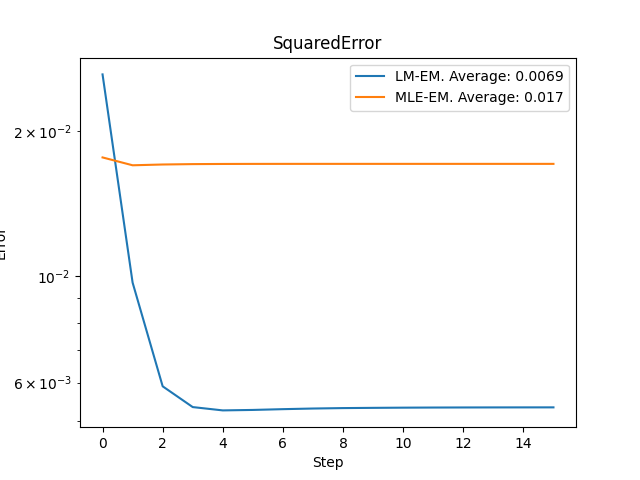 SquaredError
LM-EM. Average: 0.0069
MLE-EM. Average: 0.017
2 × 10⁻²
10⁻²
6 × 10⁻³
0 2 4 6 8 10 12 14
Step